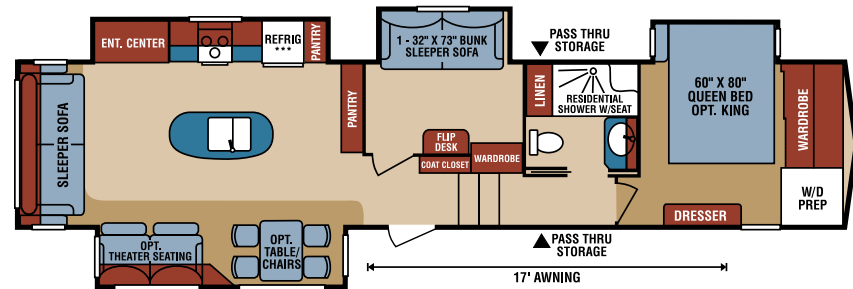 ENT. CENTER
REFRIG
***
PANTRY
1 - 32" X 73" BUNK
SLEEPER SOFA
PASS THRU
STORAGE
SLEEPER SOFA
PANTRY
LINEN
RESIDENTIAL
SHOWER W/SEAT
60" X 80"
QUEEN BED
OPT. KING
WARDROBE
FLIP
DESK
COAT CLOSET
WARDROBE
W/D
PREP
DRESSER
OPT.
THEATER SEATING
OPT.
TABLE/
CHAIRS
PASS THRU
STORAGE
17' AWNING